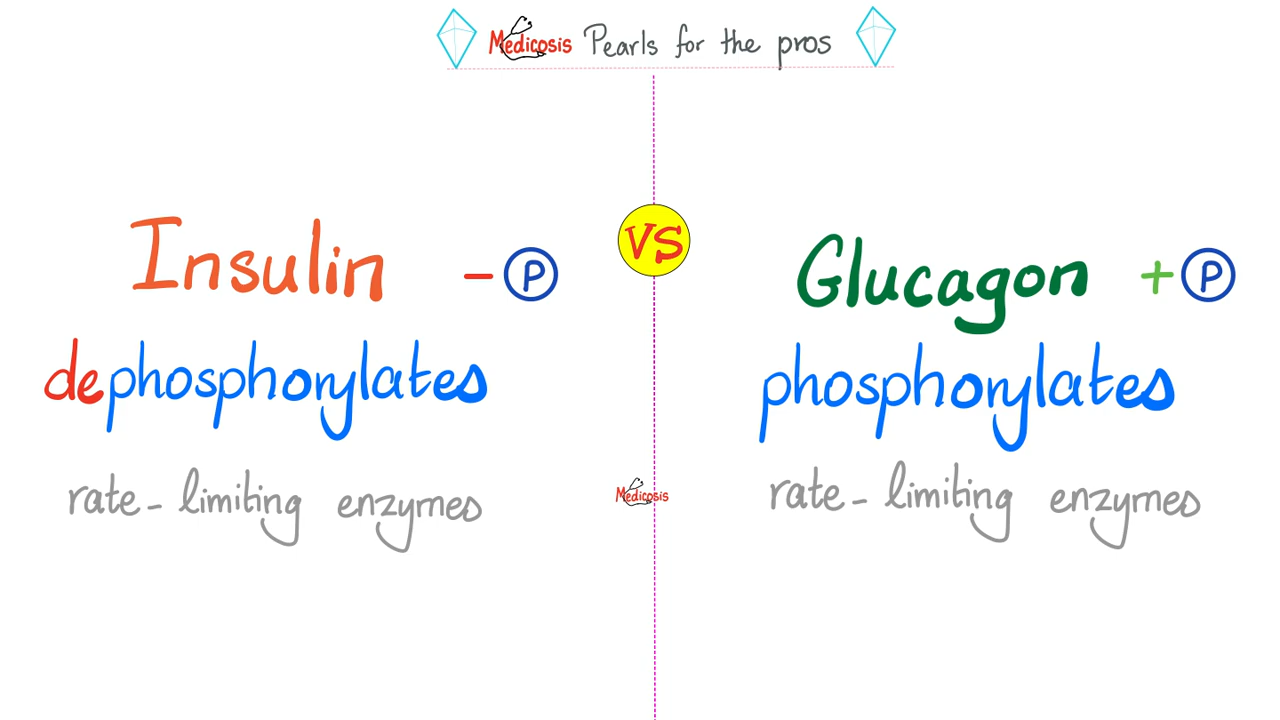 Medicosis Pearls for the pros
Insulin - P
dephosphorylates
rate-limiting enzymes
VS
Medicosis
Glucagon + P
phosphorylates
rate-limiting enzymes